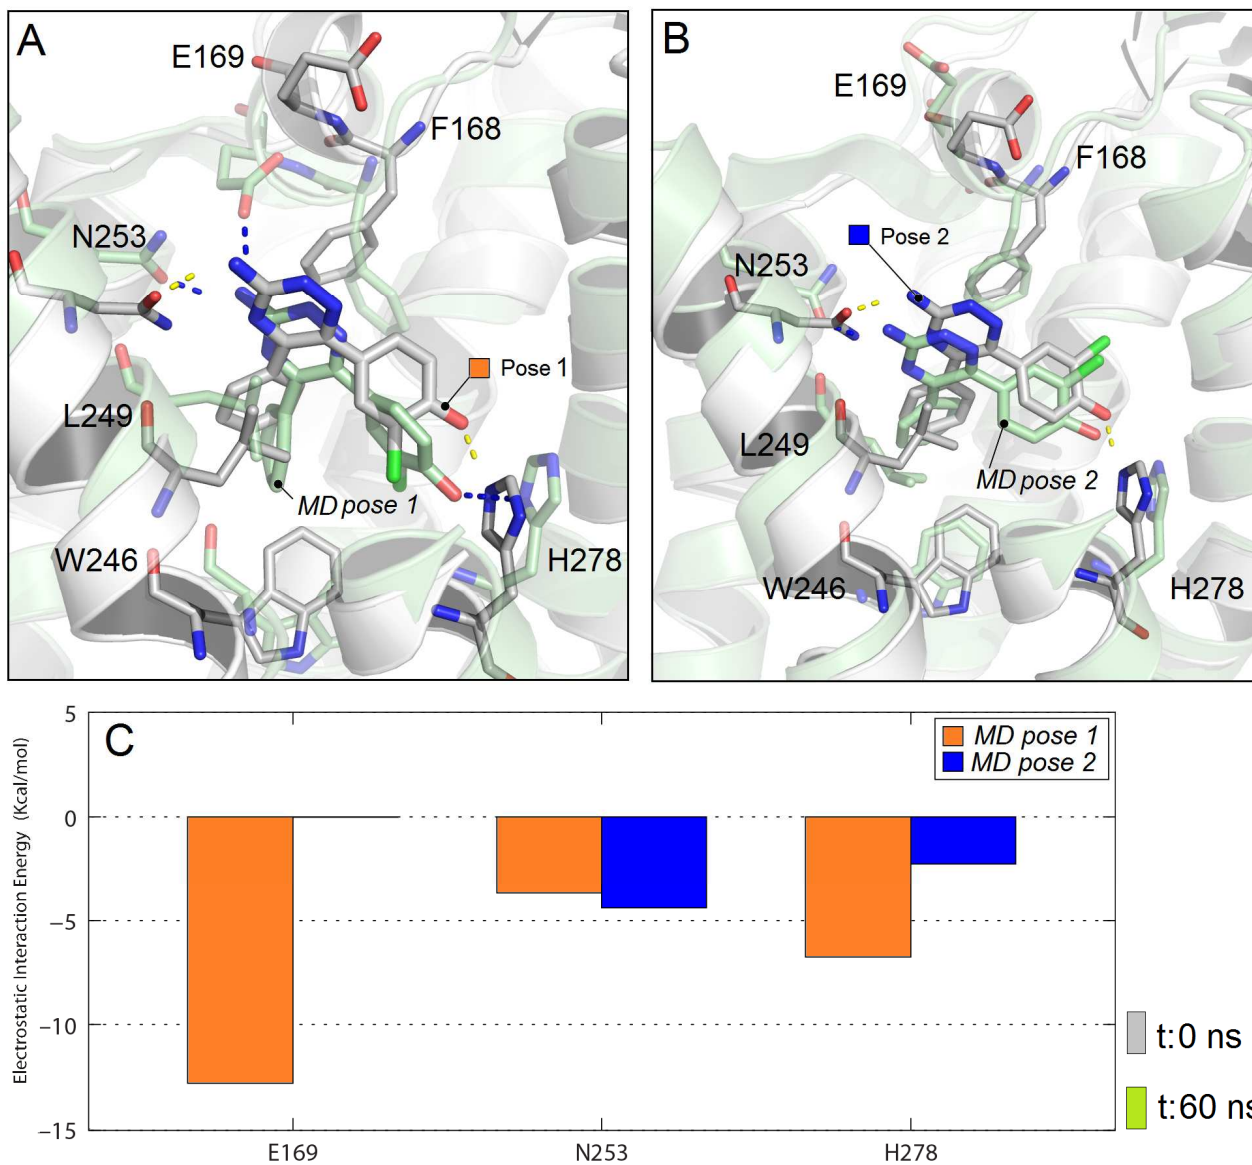 A
E169
F168
N253
Pose 1
L249
MD pose 1
W246
H278
B
E169
F168
Pose 2
N253
L249
MD pose 2
W246
H278
C
MD pose 1
MD pose 2
Electrostatic Interaction Energy (Kcal/mol)
5
0
−5
−10
−15
E169
N253
H278
t:0 ns
t:60 ns